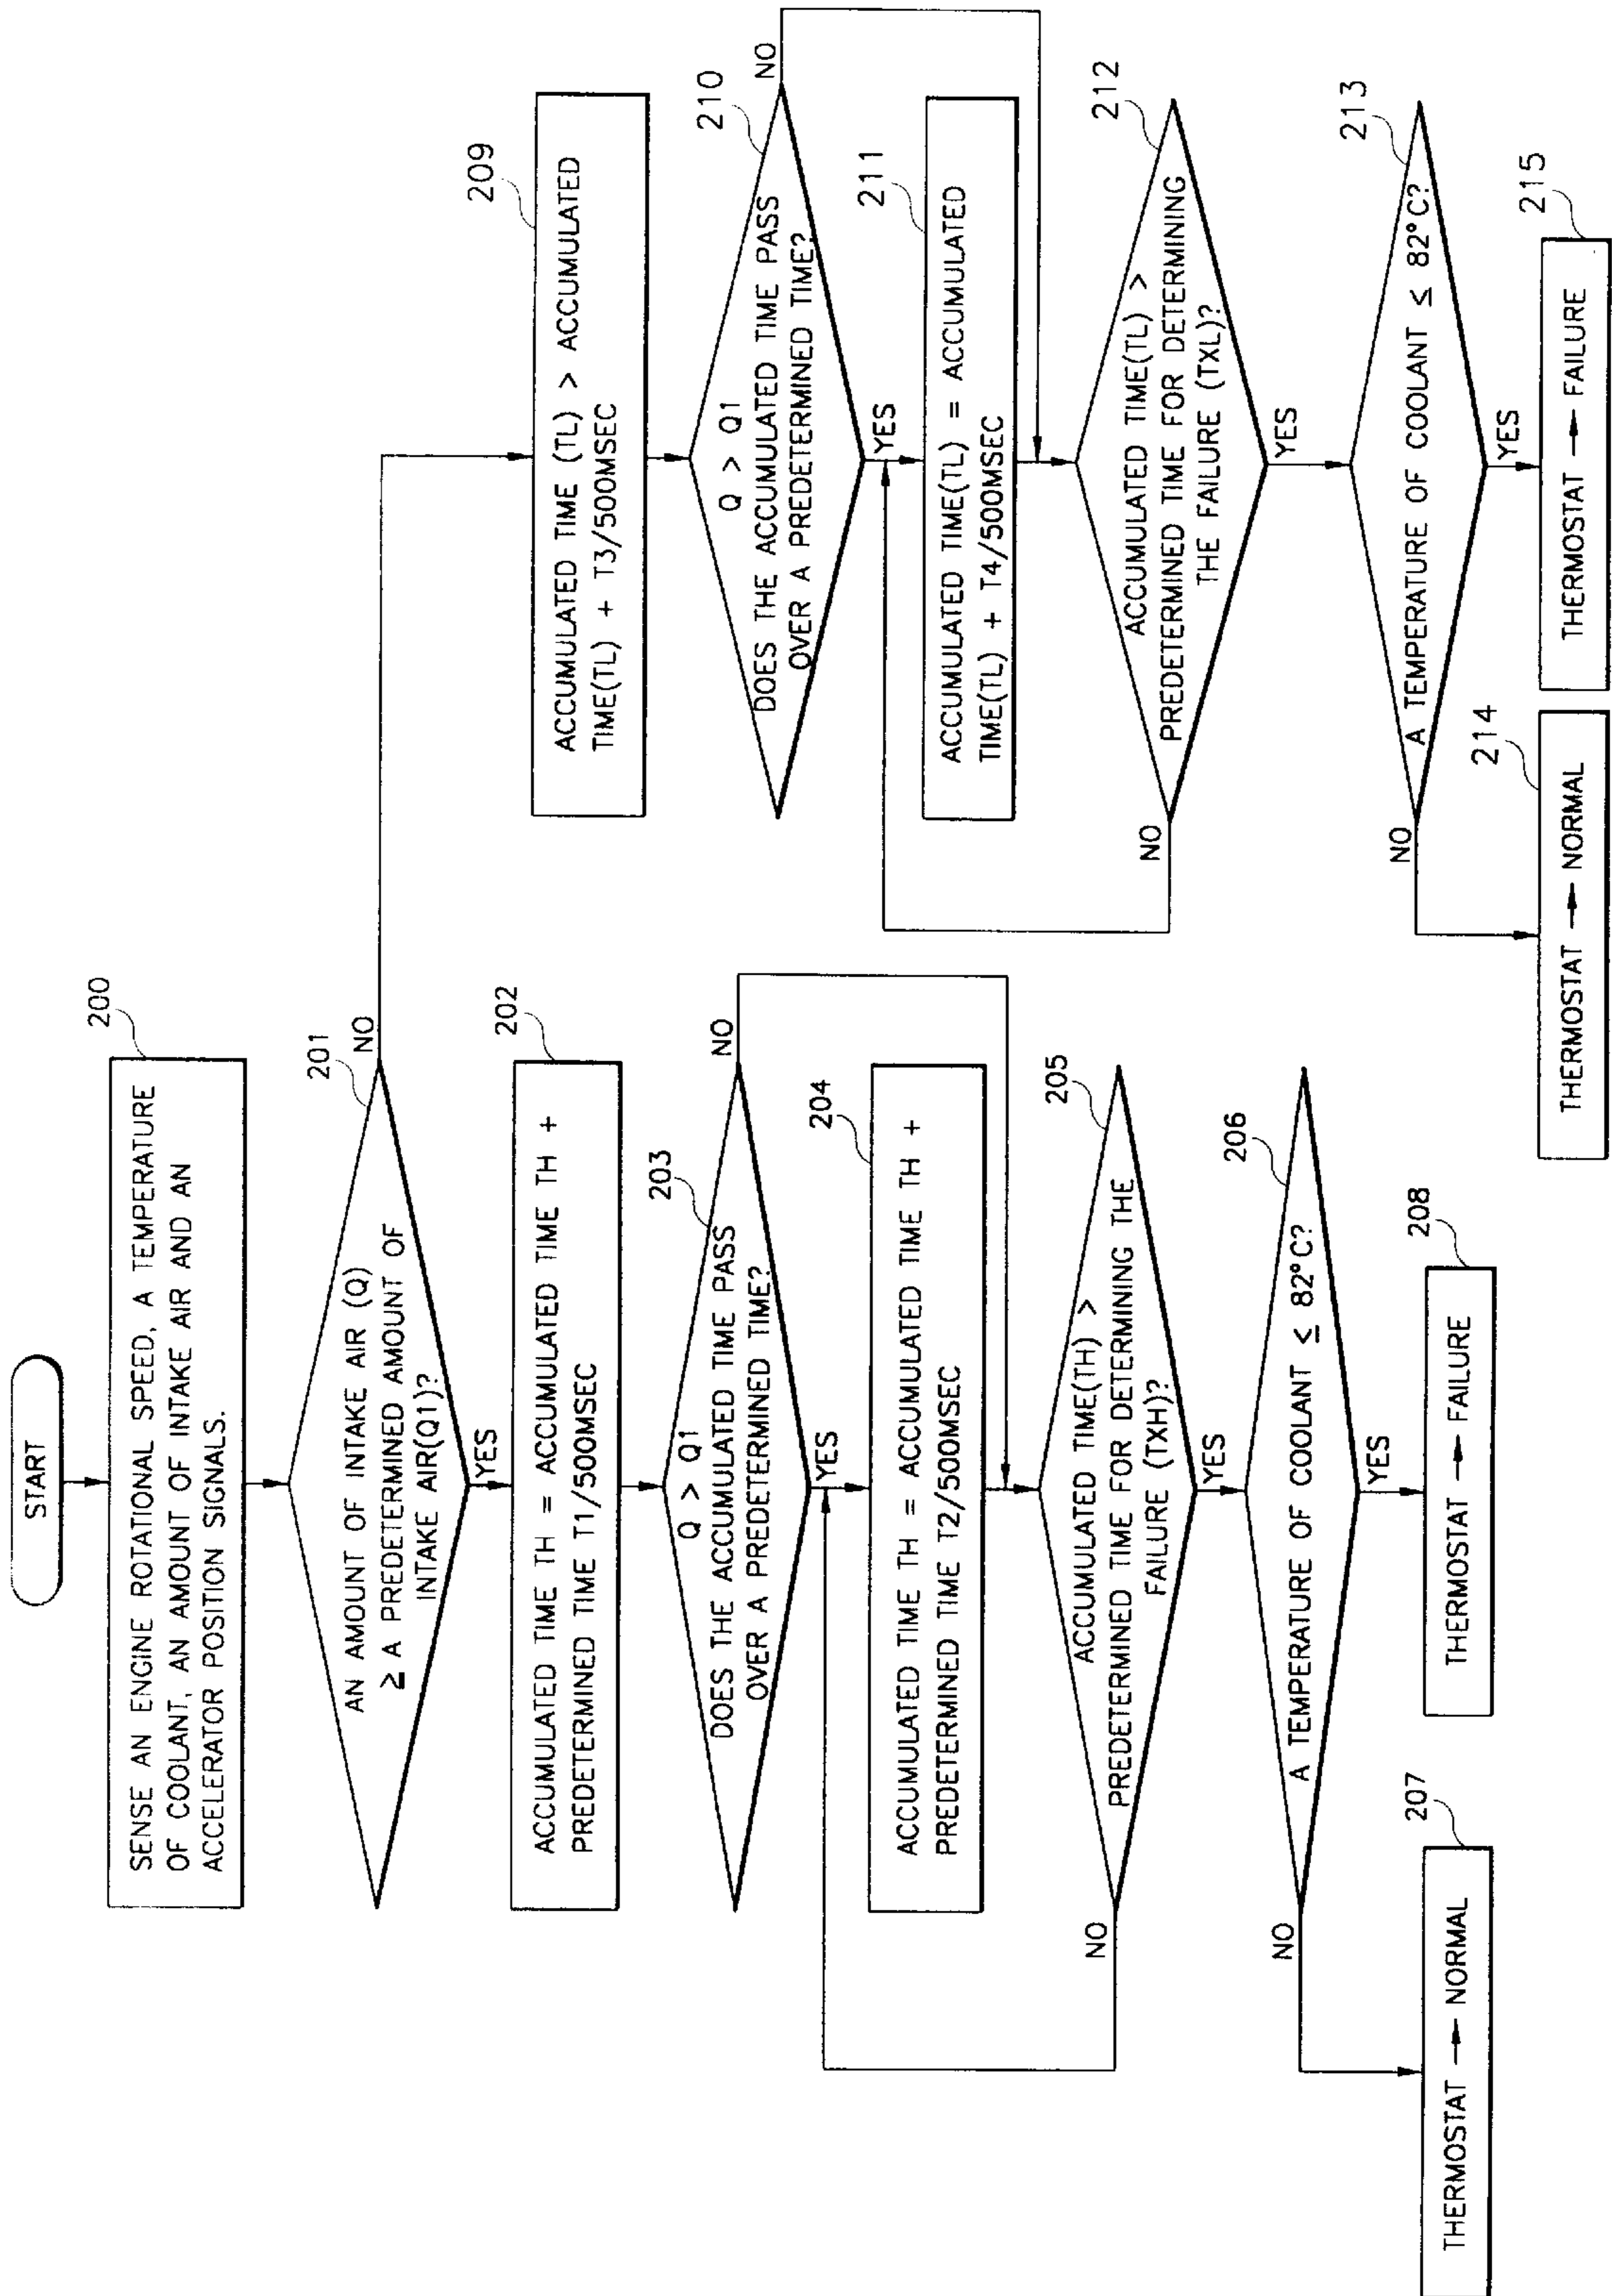 START
200
SENSE AN ENGINE ROTATIONAL SPEED, A TEMPERATURE
OF COOLANT, AN AMOUNT OF INTAKE AIR AND AN
ACCELERATOR POSITION SIGNALS.
201
AN AMOUNT OF INTAKE AIR (Q)
≥ A PREDETERMINED AMOUNT OF
INTAKE AIR(Q1)?
NO
YES
202
ACCUMULATED TIME TH = ACCUMULATED TIME TH +
PREDETERMINED TIME T1/500MSEC
203
Q > Q1
DOES THE ACCUMULATED TIME PASS
OVER A PREDETERMINED TIME?
NO
YES
204
ACCUMULATED TIME TH = ACCUMULATED TIME TH +
PREDETERMINED TIME T2/500MSEC
205
ACCUMULATED TIME(TH) >
PREDETERMINED TIME FOR DETERMINING THE
FAILURE (TXH)?
NO
YES
206
A TEMPERATURE OF COOLANT ≤ 82°C?
NO
YES
207
THERMOSTAT → NORMAL
208
THERMOSTAT → FAILURE
209
ACCUMULATED TIME (TL) > ACCUMULATED
TIME(TL) + T3/500MSEC
210
Q > Q1
DOES THE ACCUMULATED TIME PASS
OVER A PREDETERMINED TIME?
NO
YES
211
ACCUMULATED TIME(TL) = ACCUMULATED
TIME(TL) + T4/500MSEC
212
ACCUMULATED TIME(TL) >
PREDETERMINED TIME FOR DETERMINING
THE FAILURE (TXL)?
NO
YES
213
A TEMPERATURE OF COOLANT ≤ 82°C?
NO
YES
214
THERMOSTAT → NORMAL
215
THERMOSTAT → FAILURE